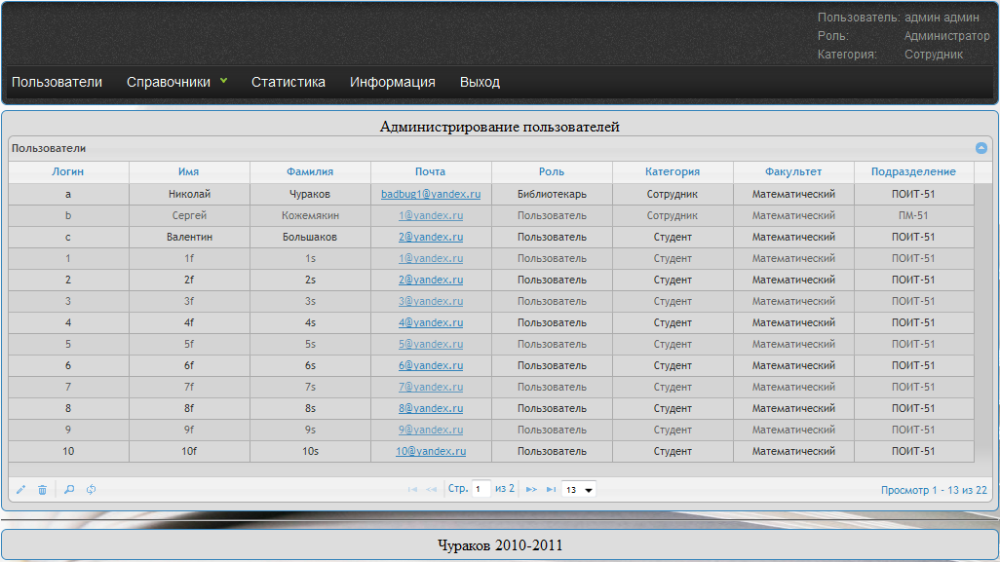 Пользователь: админ админ
Роль: Администратор
Категория: Сотрудник
Пользователи Справочники Статистика Информация Выход
Администрирование пользователей
Пользователи
Логин Имя Фамилия Почта Роль Категория Факультет Подразделение
a Николай Чураков badbug1@yandex.ru Библиотекарь Сотрудник Математический ПОИТ-51
b Сергей Кожемякин 1@yandex.ru Пользователь Сотрудник Математический ПМ-51
c Валентин Большаков 2@yandex.ru Пользователь Студент Математический ПОИТ-51
1 1f 1s 1@yandex.ru Пользователь Студент Математический ПОИТ-51
2 2f 2s 2@yandex.ru Пользователь Студент Математический ПОИТ-51
3 3f 3s 3@yandex.ru Пользователь Студент Математический ПОИТ-51
4 4f 4s 4@yandex.ru Пользователь Студент Математический ПОИТ-51
5 5f 5s 5@yandex.ru Пользователь Студент Математический ПОИТ-51
6 6f 6s 6@yandex.ru Пользователь Студент Математический ПОИТ-51
7 7f 7s 7@yandex.ru Пользователь Студент Математический ПОИТ-51
8 8f 8s 8@yandex.ru Пользователь Студент Математический ПОИТ-51
9 9f 9s 9@yandex.ru Пользователь Студент Математический ПОИТ-51
10 10f 10s 10@yandex.ru Пользователь Студент Математический ПОИТ-51
Стр. 1 из 2 13 Просмотр 1 - 13 из 22
Чураков 2010-2011